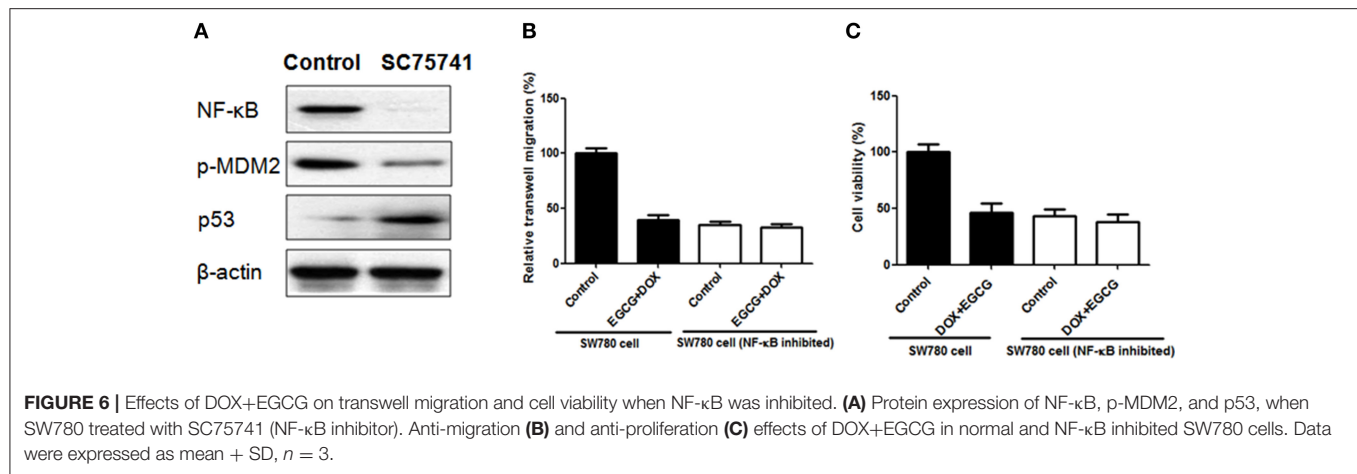 A
Control SC75741
NF-κB
p-MDM2
p53
β-actin
B
Relative transwell migration (%)
150
100
50
0
Control
EGCG+DOX
Control
EGCG+DOX
SW780 cell
SW780 cell (NF-κB inhibited)
C
Cell viability (%)
150
100
50
0
Control
DOX+EGCG
Control
DOX+EGCG
SW780 cell
SW780 cell (NF-κB inhibited)
FIGURE 6 | Effects of DOX+EGCG on transwell migration and cell viability when NF-κB was inhibited. (A) Protein expression of NF-κB, p-MDM2, and p53, when
SW780 treated with SC75741 (NF-κB inhibitor). Anti-migration (B) and anti-proliferation (C) effects of DOX+EGCG in normal and NF-κB inhibited SW780 cells. Data
were expressed as mean + SD, n = 3.